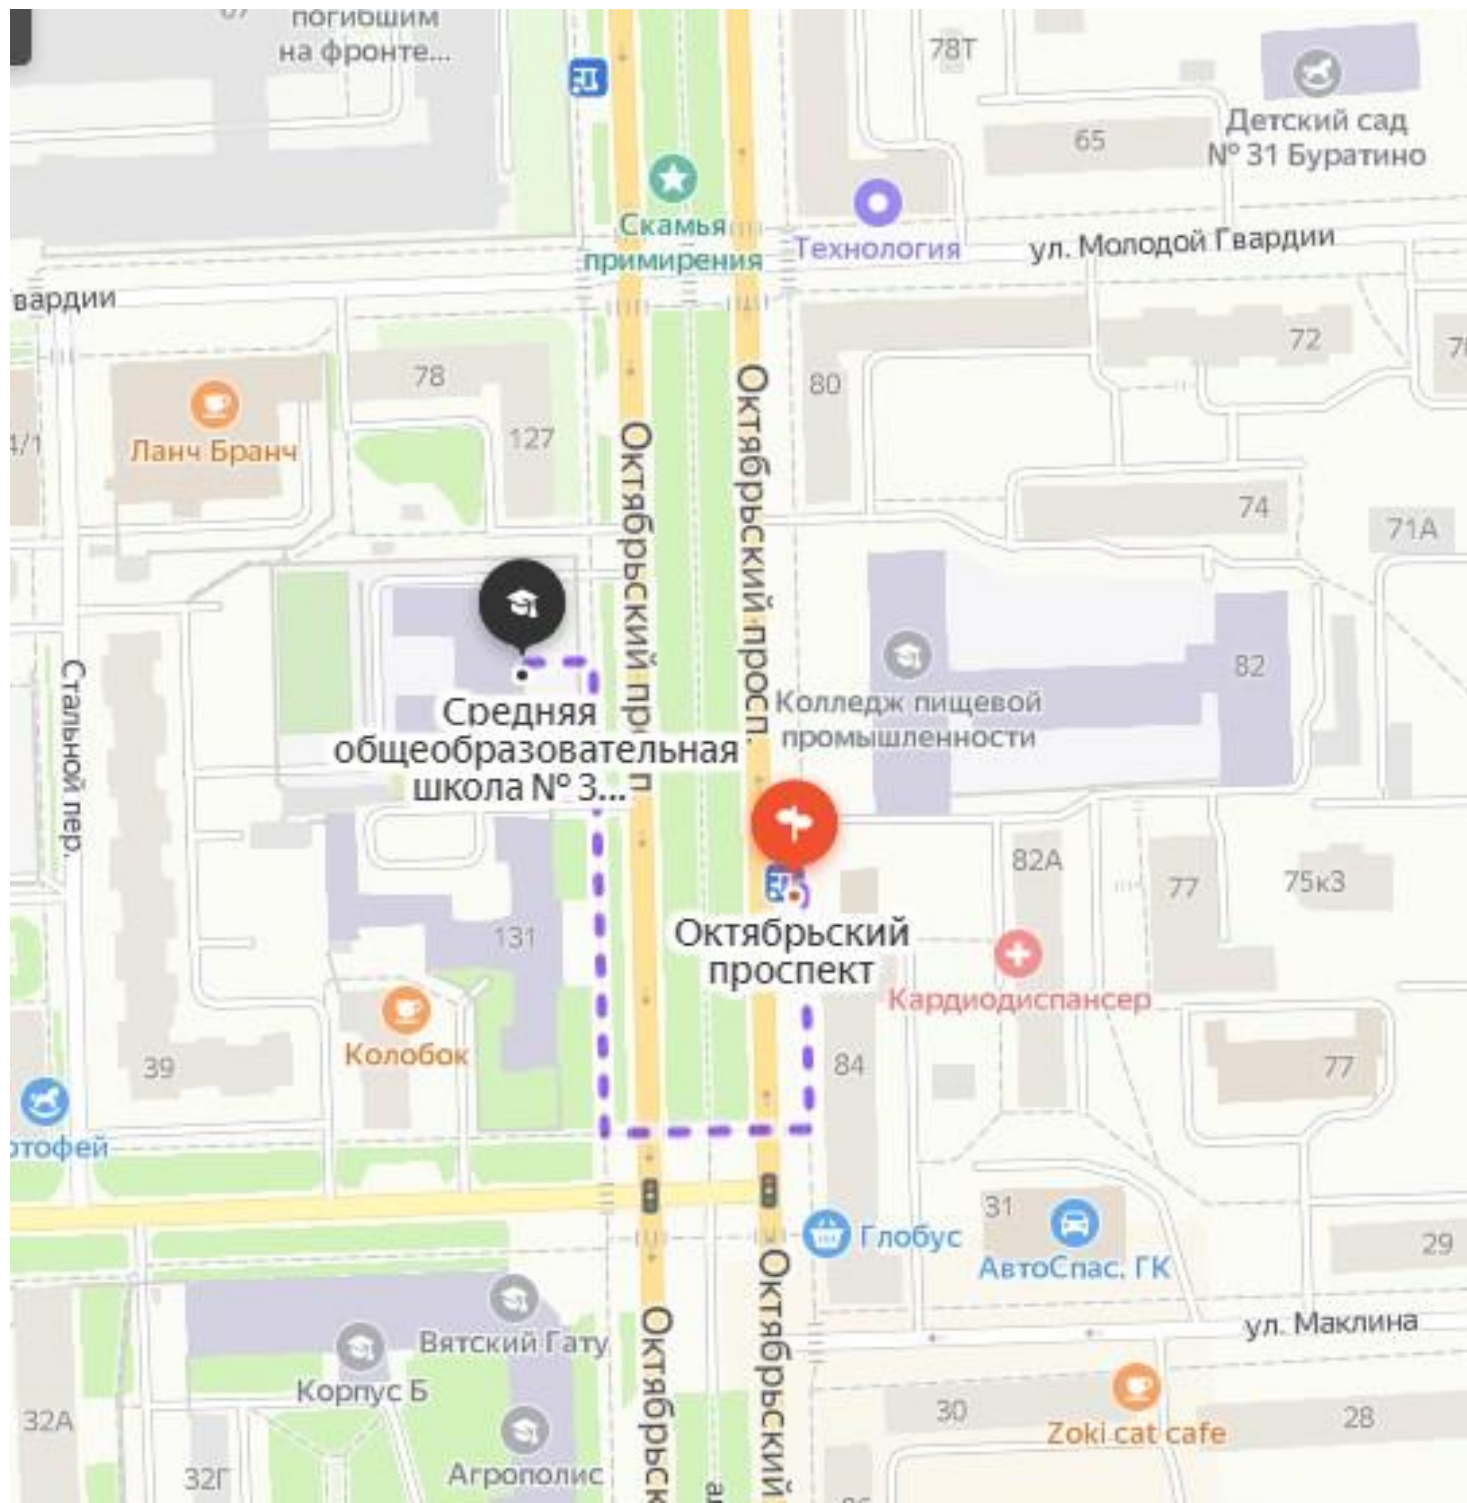 погибшим
на фронте...
78Т
65
Детский сад
№ 31 Буратино
Скамья
примирения
Технология
ул. Молодой Гвардии
вардии
78
80
72
4/1
Ланч Бранч
127
Октябрьский просп.
74
71А
Стальной пер.
82
Колледж пищевой
промышленности
Средняя
общеобразовательная
школа № 3...
82А
77
75к3
131
Октябрьский
проспект
Кардиодиспансер
39
Колобок
84
77
отофей
31
Глобус
АвтоСпас. ГК
29
Вятский Гату
ул. Маклина
Корпус Б
Октябрьск
Октябрьский
32А
30
28
Zoki cat cafe
32Г
Агрополис